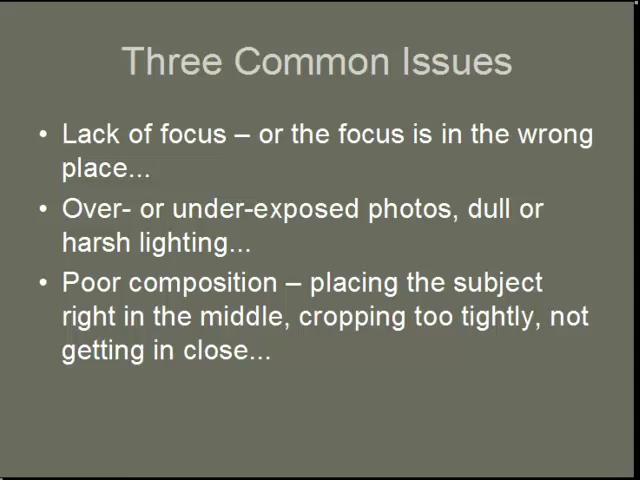 Three Common Issues
• Lack of focus – or the focus is in the wrong
place...
• Over- or under-exposed photos, dull or
harsh lighting...
• Poor composition – placing the subject
right in the middle, cropping too tightly, not
getting in close...